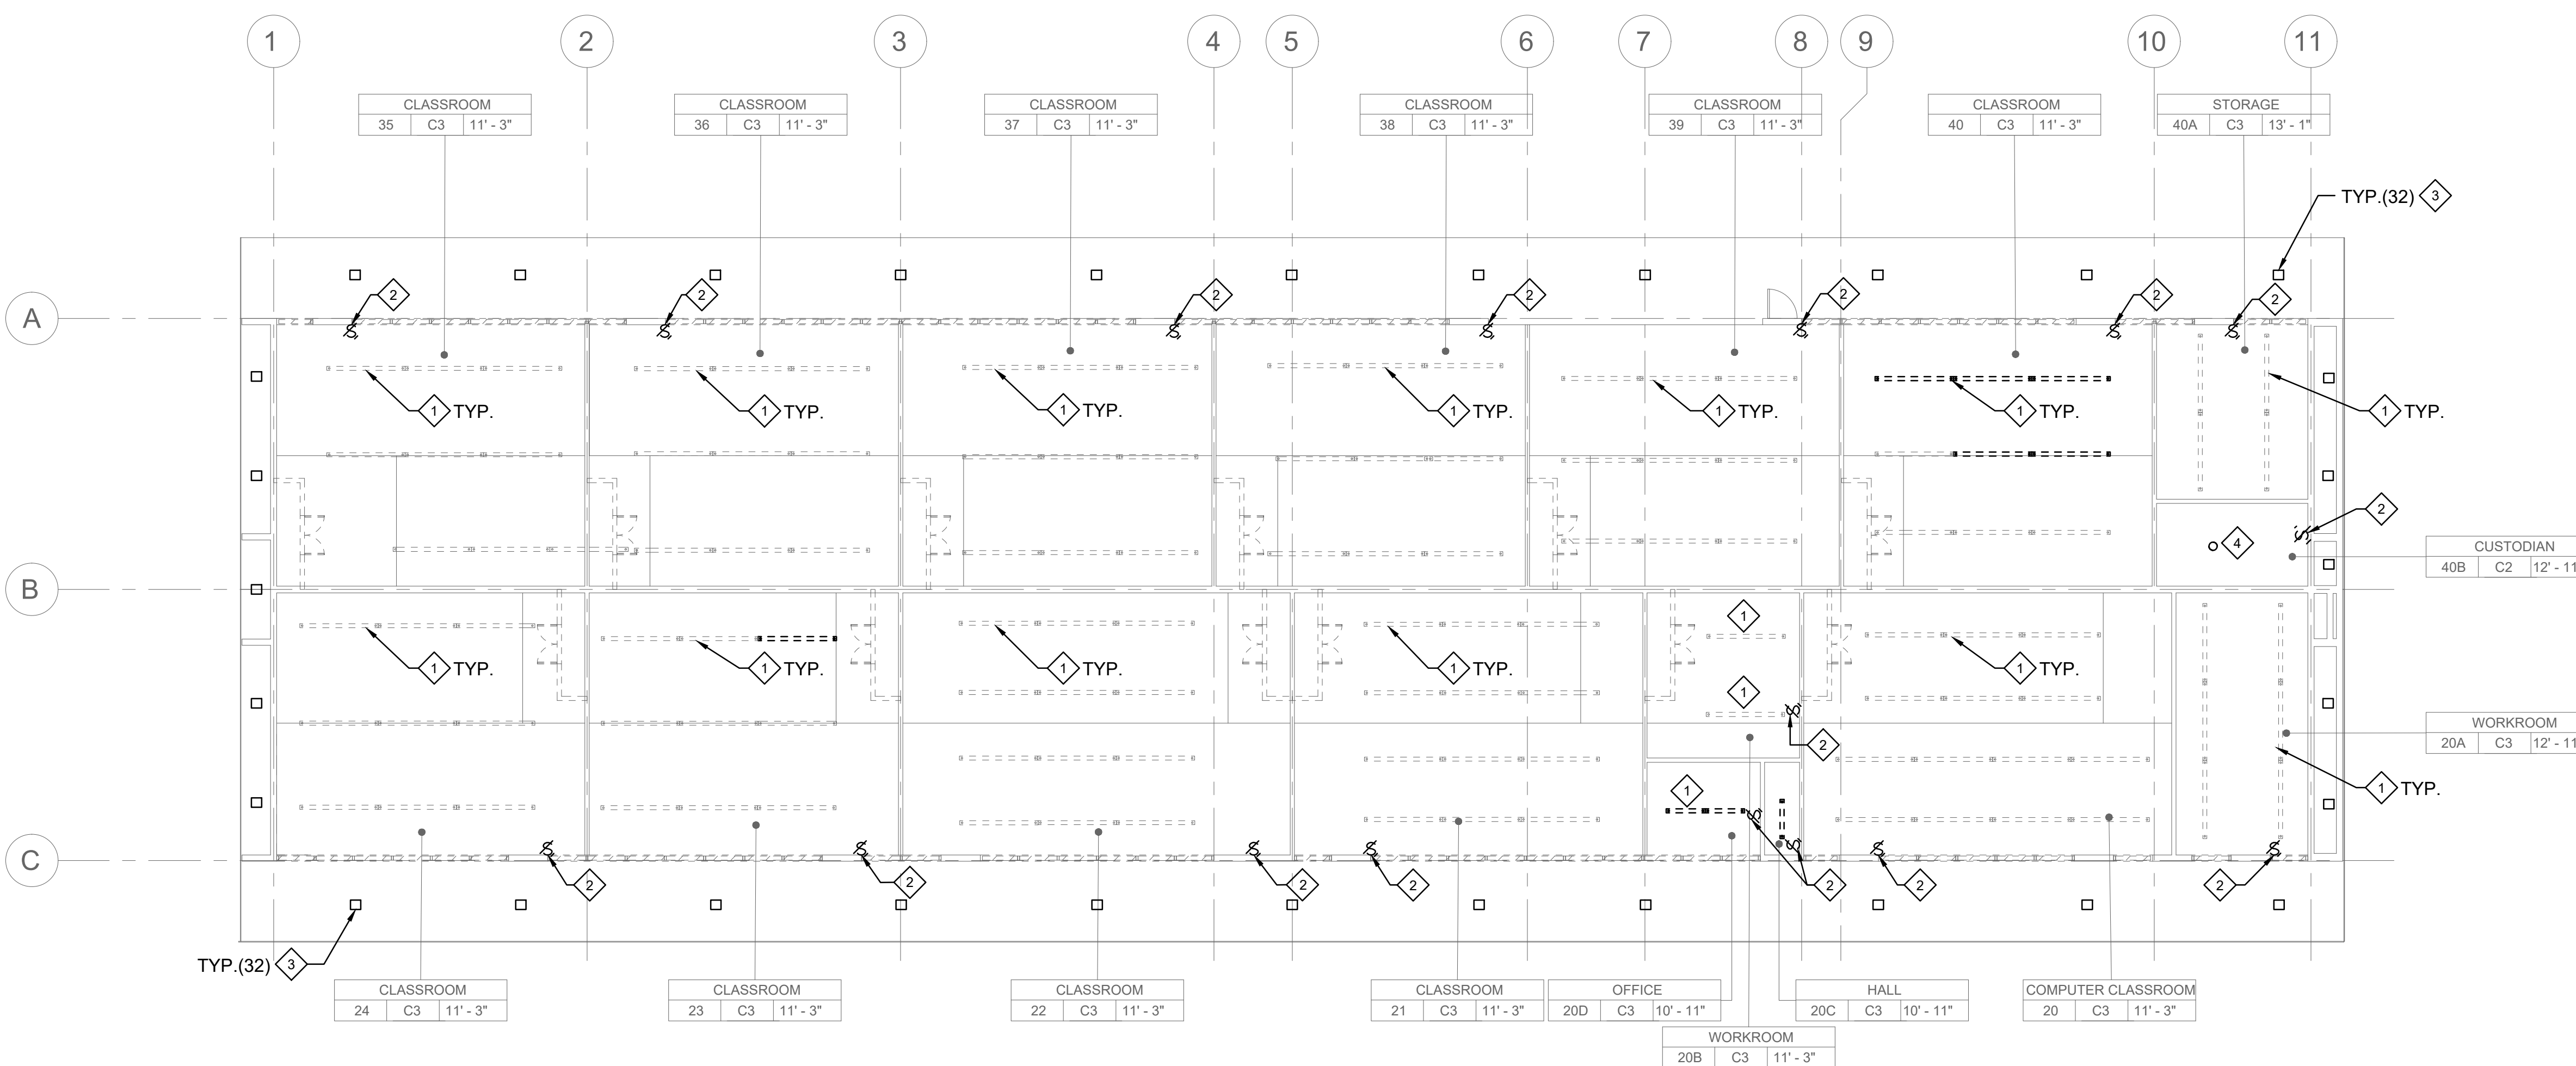 1 2 3 4 5 6 7 8 9 10 11
CLASSROOM CLASSROOM CLASSROOM CLASSROOM CLASSROOM CLASSROOM STORAGE
35 C3 11' - 3" 36 C3 11' - 3" 37 C3 11' - 3" 38 C3 11' - 3" 39 C3 11' - 3" 40 C3 11' - 3" 40A C3 13' - 1"
TYP.(32) 3
2 2 2 2 2 2 2
A
$ $ $ $ $ $ $
1 TYP. 1 TYP. 1 TYP. 1 TYP. 1 TYP. 1 TYP. 1 TYP.
2
$
4
CUSTODIAN
40B C2 12' - 11
B
1
1 TYP. 1 TYP. 1 TYP. 1 TYP. 1 TYP.
1
$
WORKROOM
20A C3 12' - 11
2
1 1 TYP.
$
$ $ $ $ $ $ $
C
2 2 2 2 2 2 2
TYP.(32) 3
CLASSROOM CLASSROOM CLASSROOM CLASSROOM OFFICE HALL COMPUTER CLASSROOM
24 C3 11' - 3" 23 C3 11' - 3" 22 C3 11' - 3" 21 C3 11' - 3" 20D C3 10' - 11" 20C C3 10' - 11" 20 C3 11' - 3"
WORKROOM
20B C3 11' - 3"